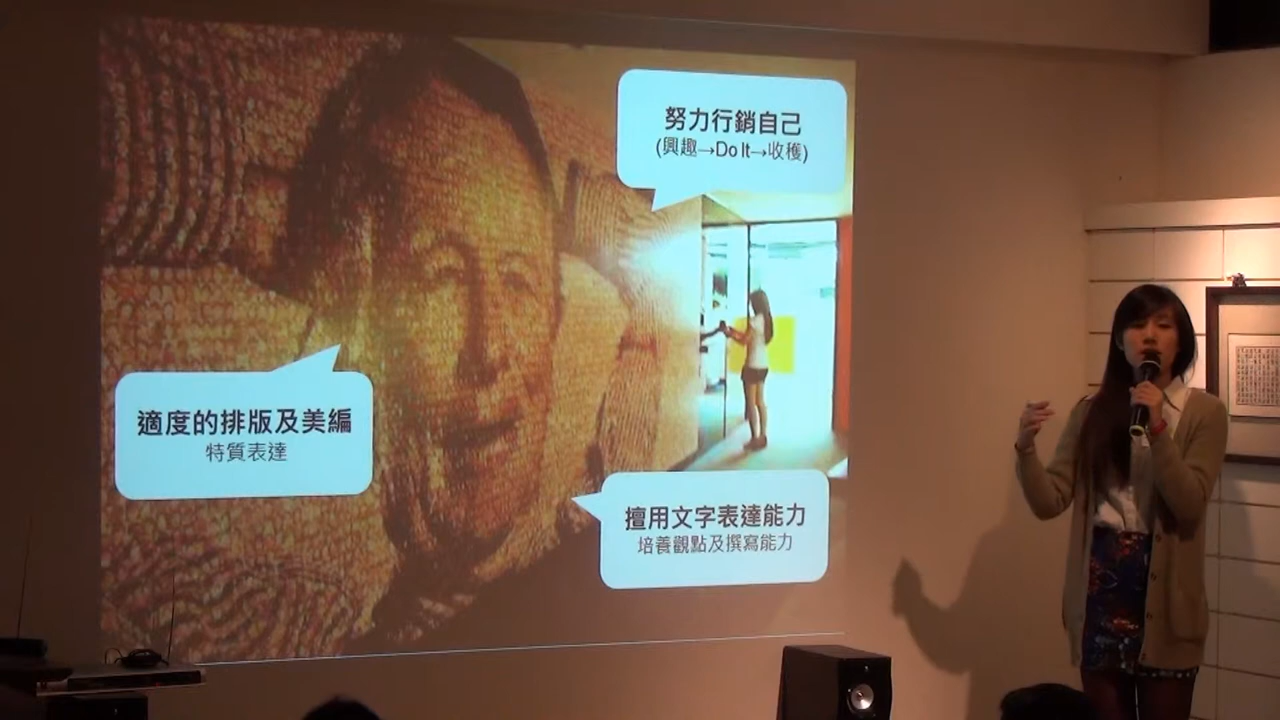 努力行銷自己
(興趣→Do It→收穫)
適度的排版及美編
特質表達
擅用文字表達能力
培養觀點及撰寫能力